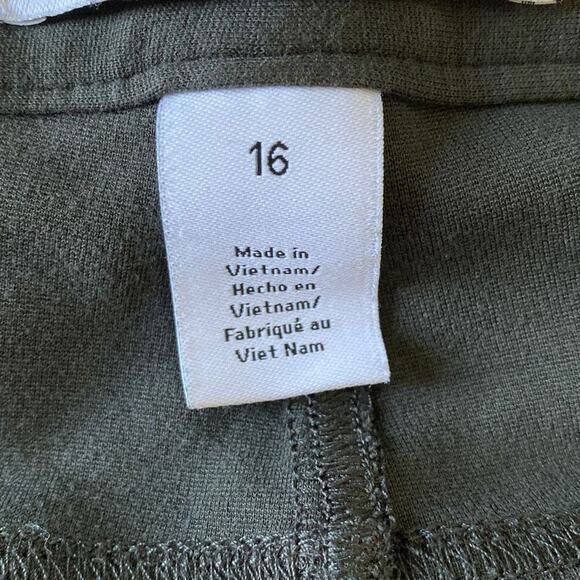 16
Made in
Vietnam/
Hecho en
Vietnam/
Fabriqué au
Viet Nam